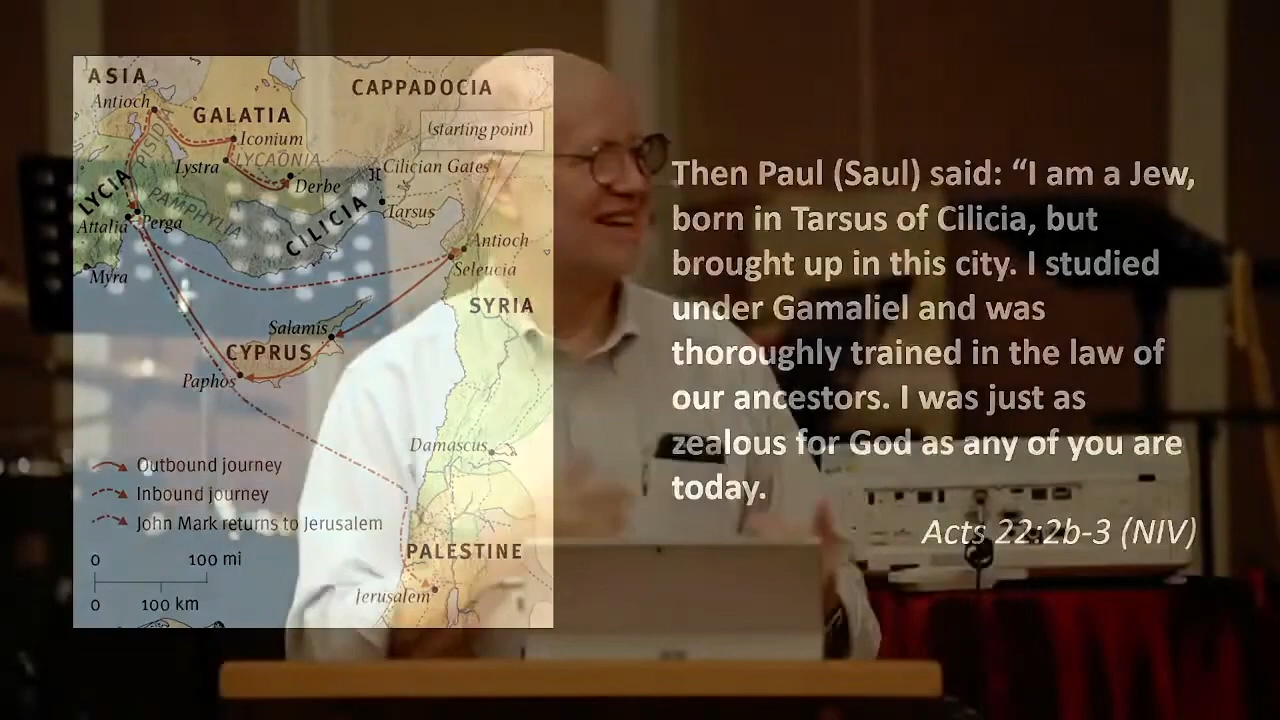 ASIA
Antioch
CAPPADOCIA
GALATIA
(starting point)
Iconium
PISIDIA
LYCAONIA
Lystra
Cilician Gates
Derbe
LYCIA
PAMPHYLIA
CILICIA
Tarsus
Attalia
Perga
Antioch
Myra
Seleucia
SYRIA
Salamis
CYPRUS
Paphos
Damascus
Outbound journey
Inbound journey
John Mark returns to Jerusalem
PALESTINE
0 100 mi
0 100 km
Jerusalem
Then Paul (Saul) said: “I am a Jew,
born in Tarsus of Cilicia, but
brought up in this city. I studied
under Gamaliel and was
thoroughly trained in the law of
our ancestors. I was just as
zealous for God as any of you are
today.
Acts 22:2b-3 (NIV)